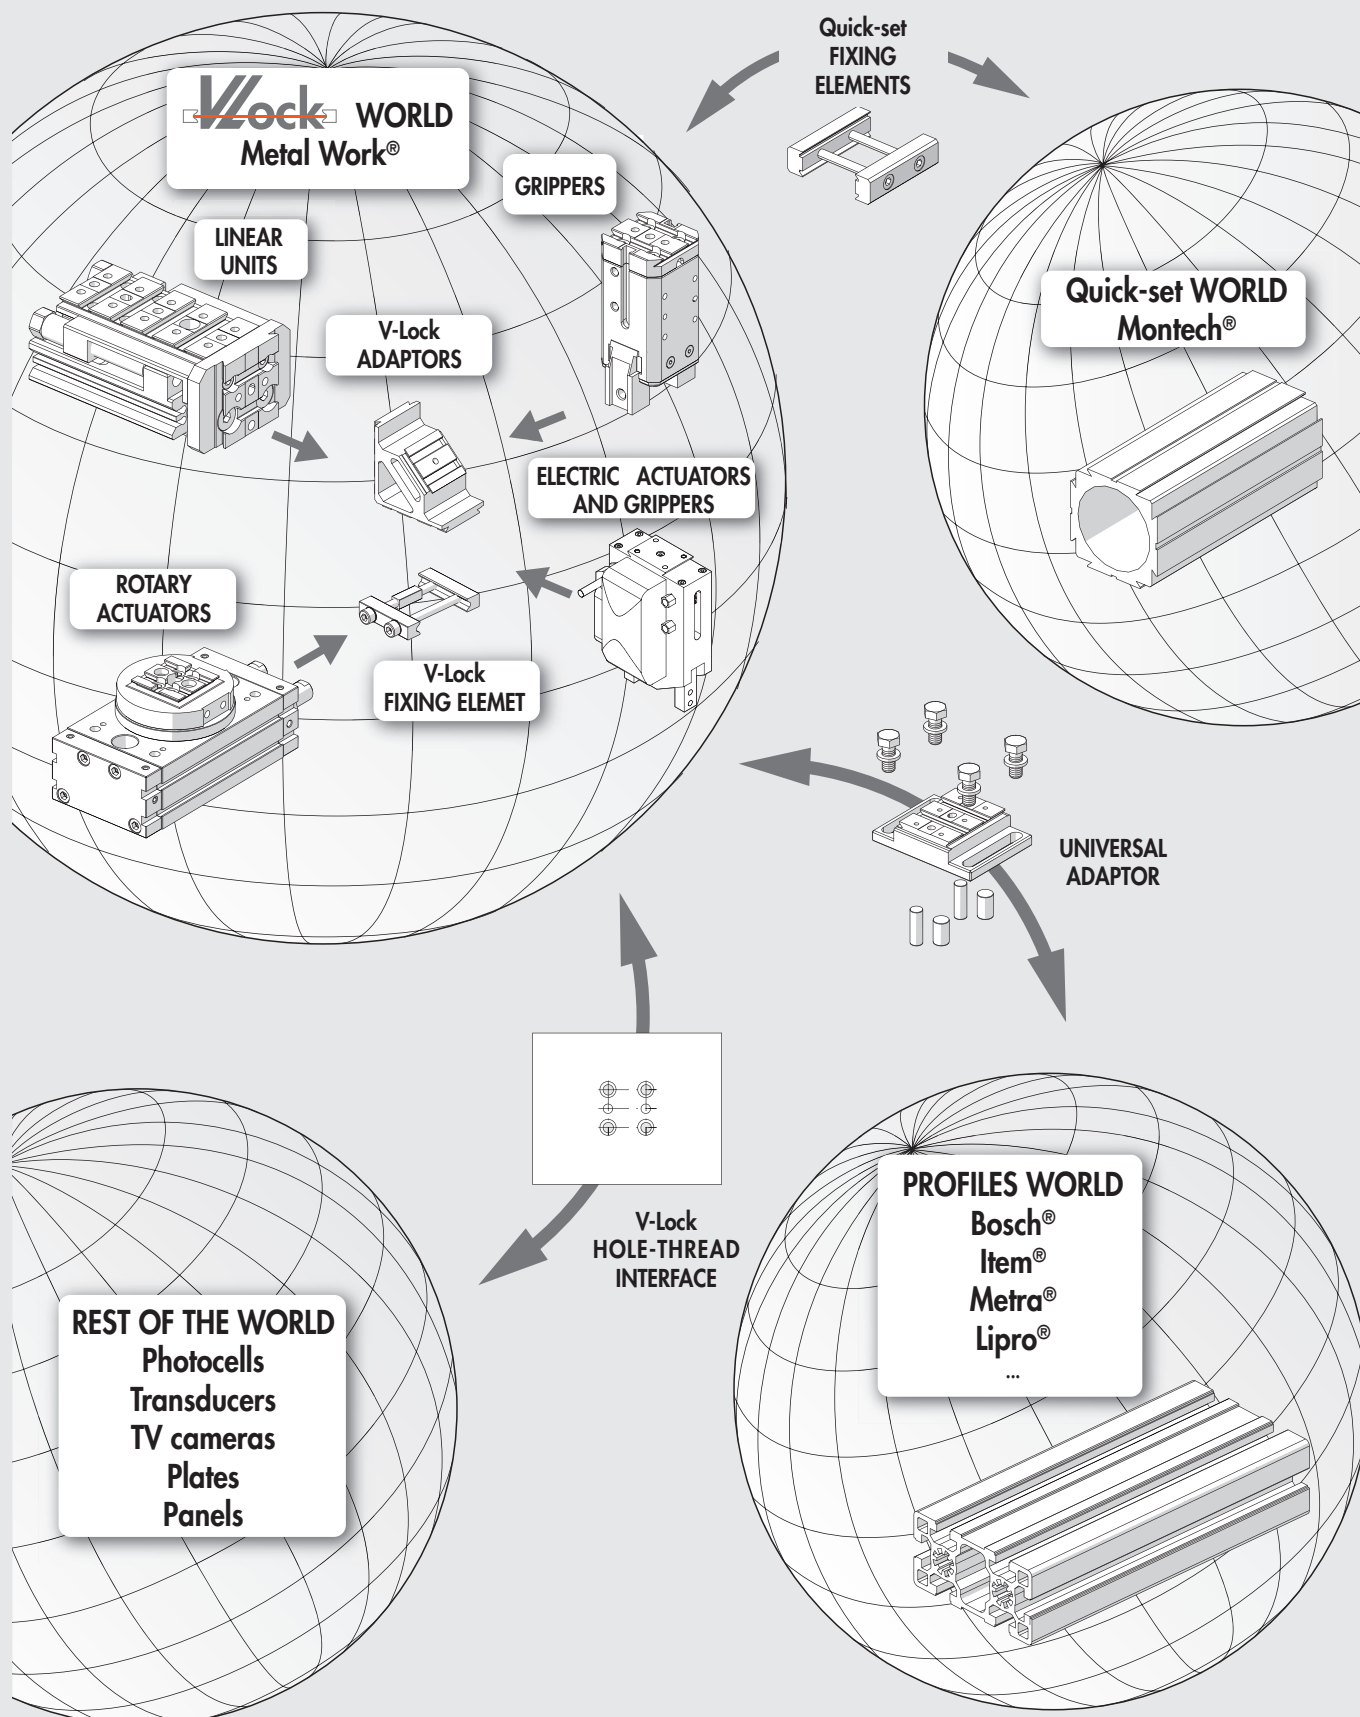 Quick-set
FIXING
ELEMENTS
VLock WORLD
Metal Work®
GRIPPERS
LINEAR
UNITS
V-Lock
ADAPTORS
Quick-set WORLD
Montech®
ELECTRIC ACTUATORS
AND GRIPPERS
ROTARY
ACTUATORS
V-Lock
FIXING ELEMET
UNIVERSAL
ADAPTOR
V-Lock
HOLE-THREAD
INTERFACE
PROFILES WORLD
Bosch®
Item®
Metra®
Lipro®
...
REST OF THE WORLD
Photocells
Transducers
TV cameras
Plates
Panels